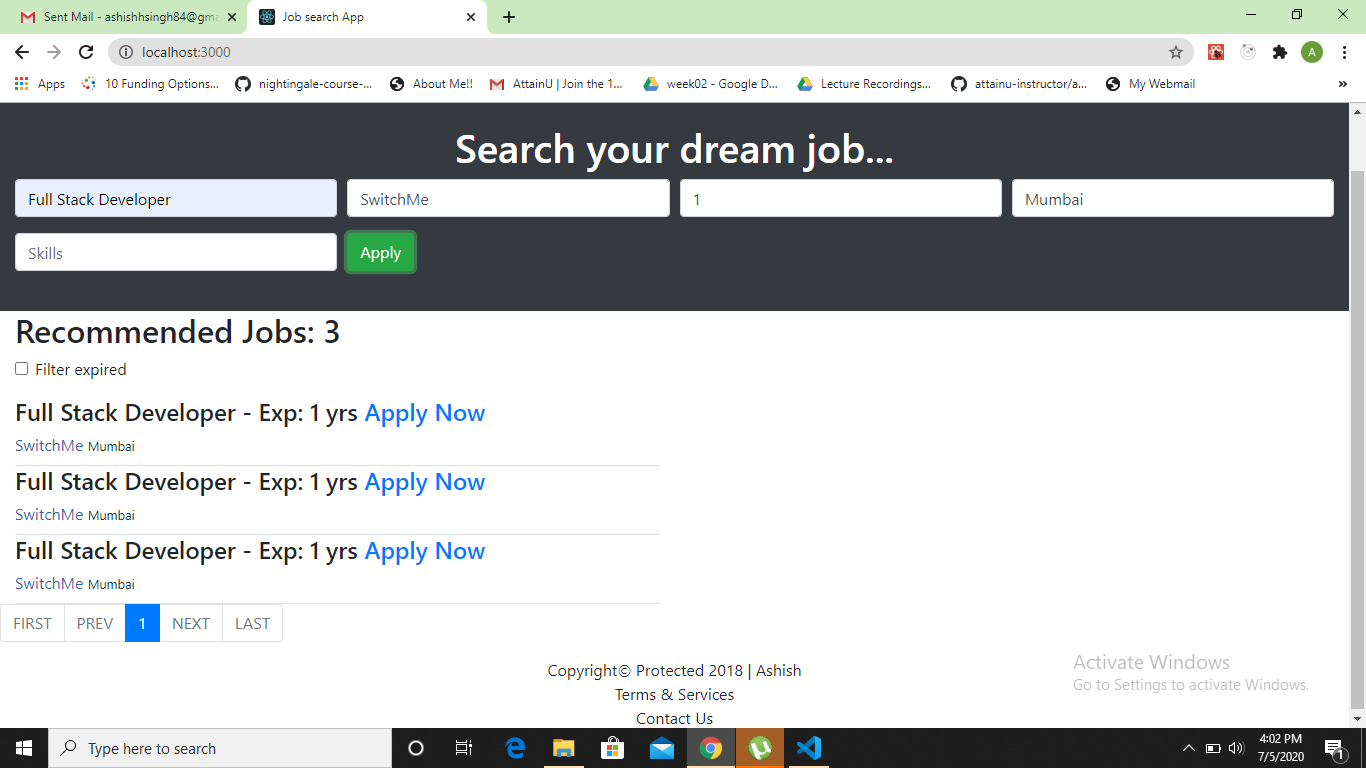 Sent Mail - ashishhsingh84@gma
Job search App
localhost:3000
A
Apps
10 Funding Options...
nightingale-course-...
About Me!!
AttainU | Join the 1...
week02 - Google D...
Lecture Recordings...
attainu-instructor/a...
My Webmail
»
Search your dream job...
Full Stack Developer
SwitchMe
1
Mumbai
Skills
Apply
Recommended Jobs: 3
Filter expired
Full Stack Developer - Exp: 1 yrs Apply Now
SwitchMe Mumbai
Full Stack Developer - Exp: 1 yrs Apply Now
SwitchMe Mumbai
Full Stack Developer - Exp: 1 yrs Apply Now
SwitchMe Mumbai
FIRST PREV 1 NEXT LAST
Copyright© Protected 2018 | Ashish
Terms & Services
Contact Us
Activate Windows
Go to Settings to activate Windows.
Type here to search
4:02 PM
7/5/2020
1